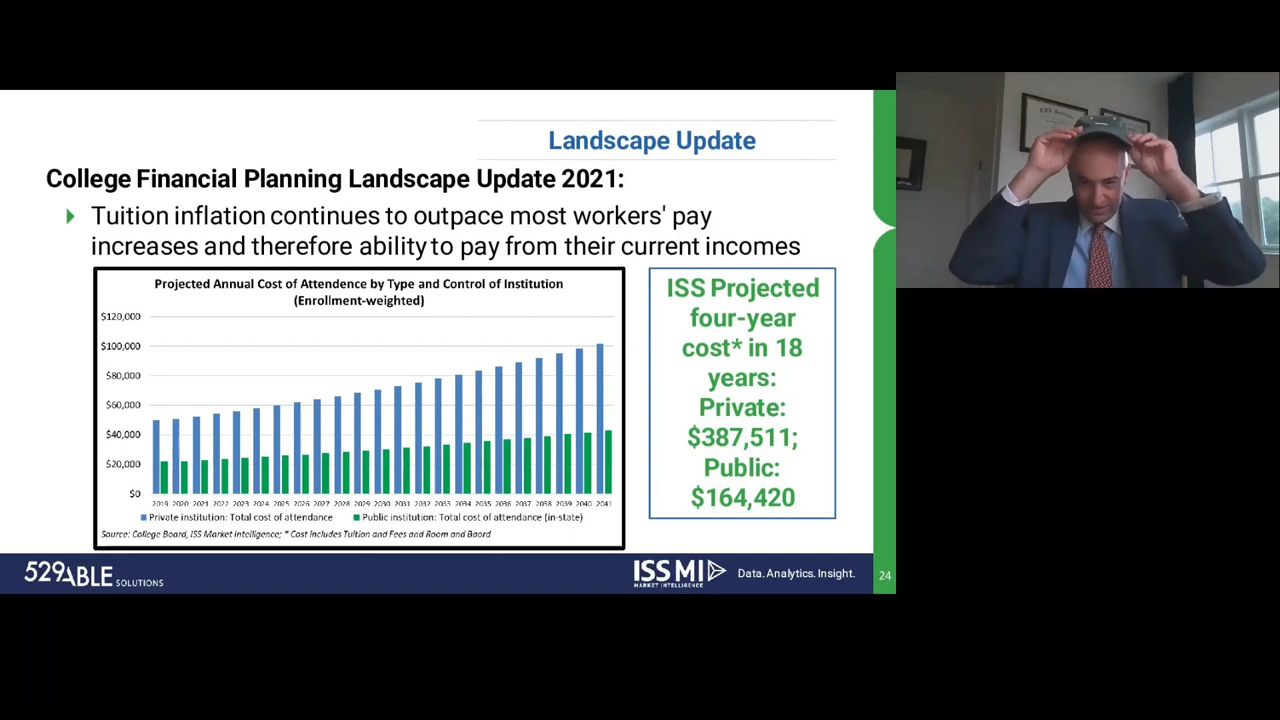 Landscape Update
College Financial Planning Landscape Update 2021:
Tuition inflation continues to outpace most workers' pay
increases and therefore ability to pay from their current incomes
Projected Annual Cost of Attendence by Type and Control of Institution
(Enrollment-weighted)
$120,000
$100,000
$80,000
$60,000
$40,000
$20,000
$0
2019 2020 2021 2022 2023 2024 2025 2026 2027 2028 2029 2030 2031 2032 2033 2034 2035 2036 2037 2038 2039 2040 2041
Private institution: Total cost of attendance Public institution: Total cost of attendance (in-state)
Source: College Board, ISS Market Intelligence; * Cost includes Tuition and Fees and Room and Baord
ISS Projected
four-year
cost* in 18
years:
Private:
$387,511;
Public:
$164,420
529ABLE SOLUTIONS
ISS MI
MARKET INTELLIGENCE
Data. Analytics. Insight.
24